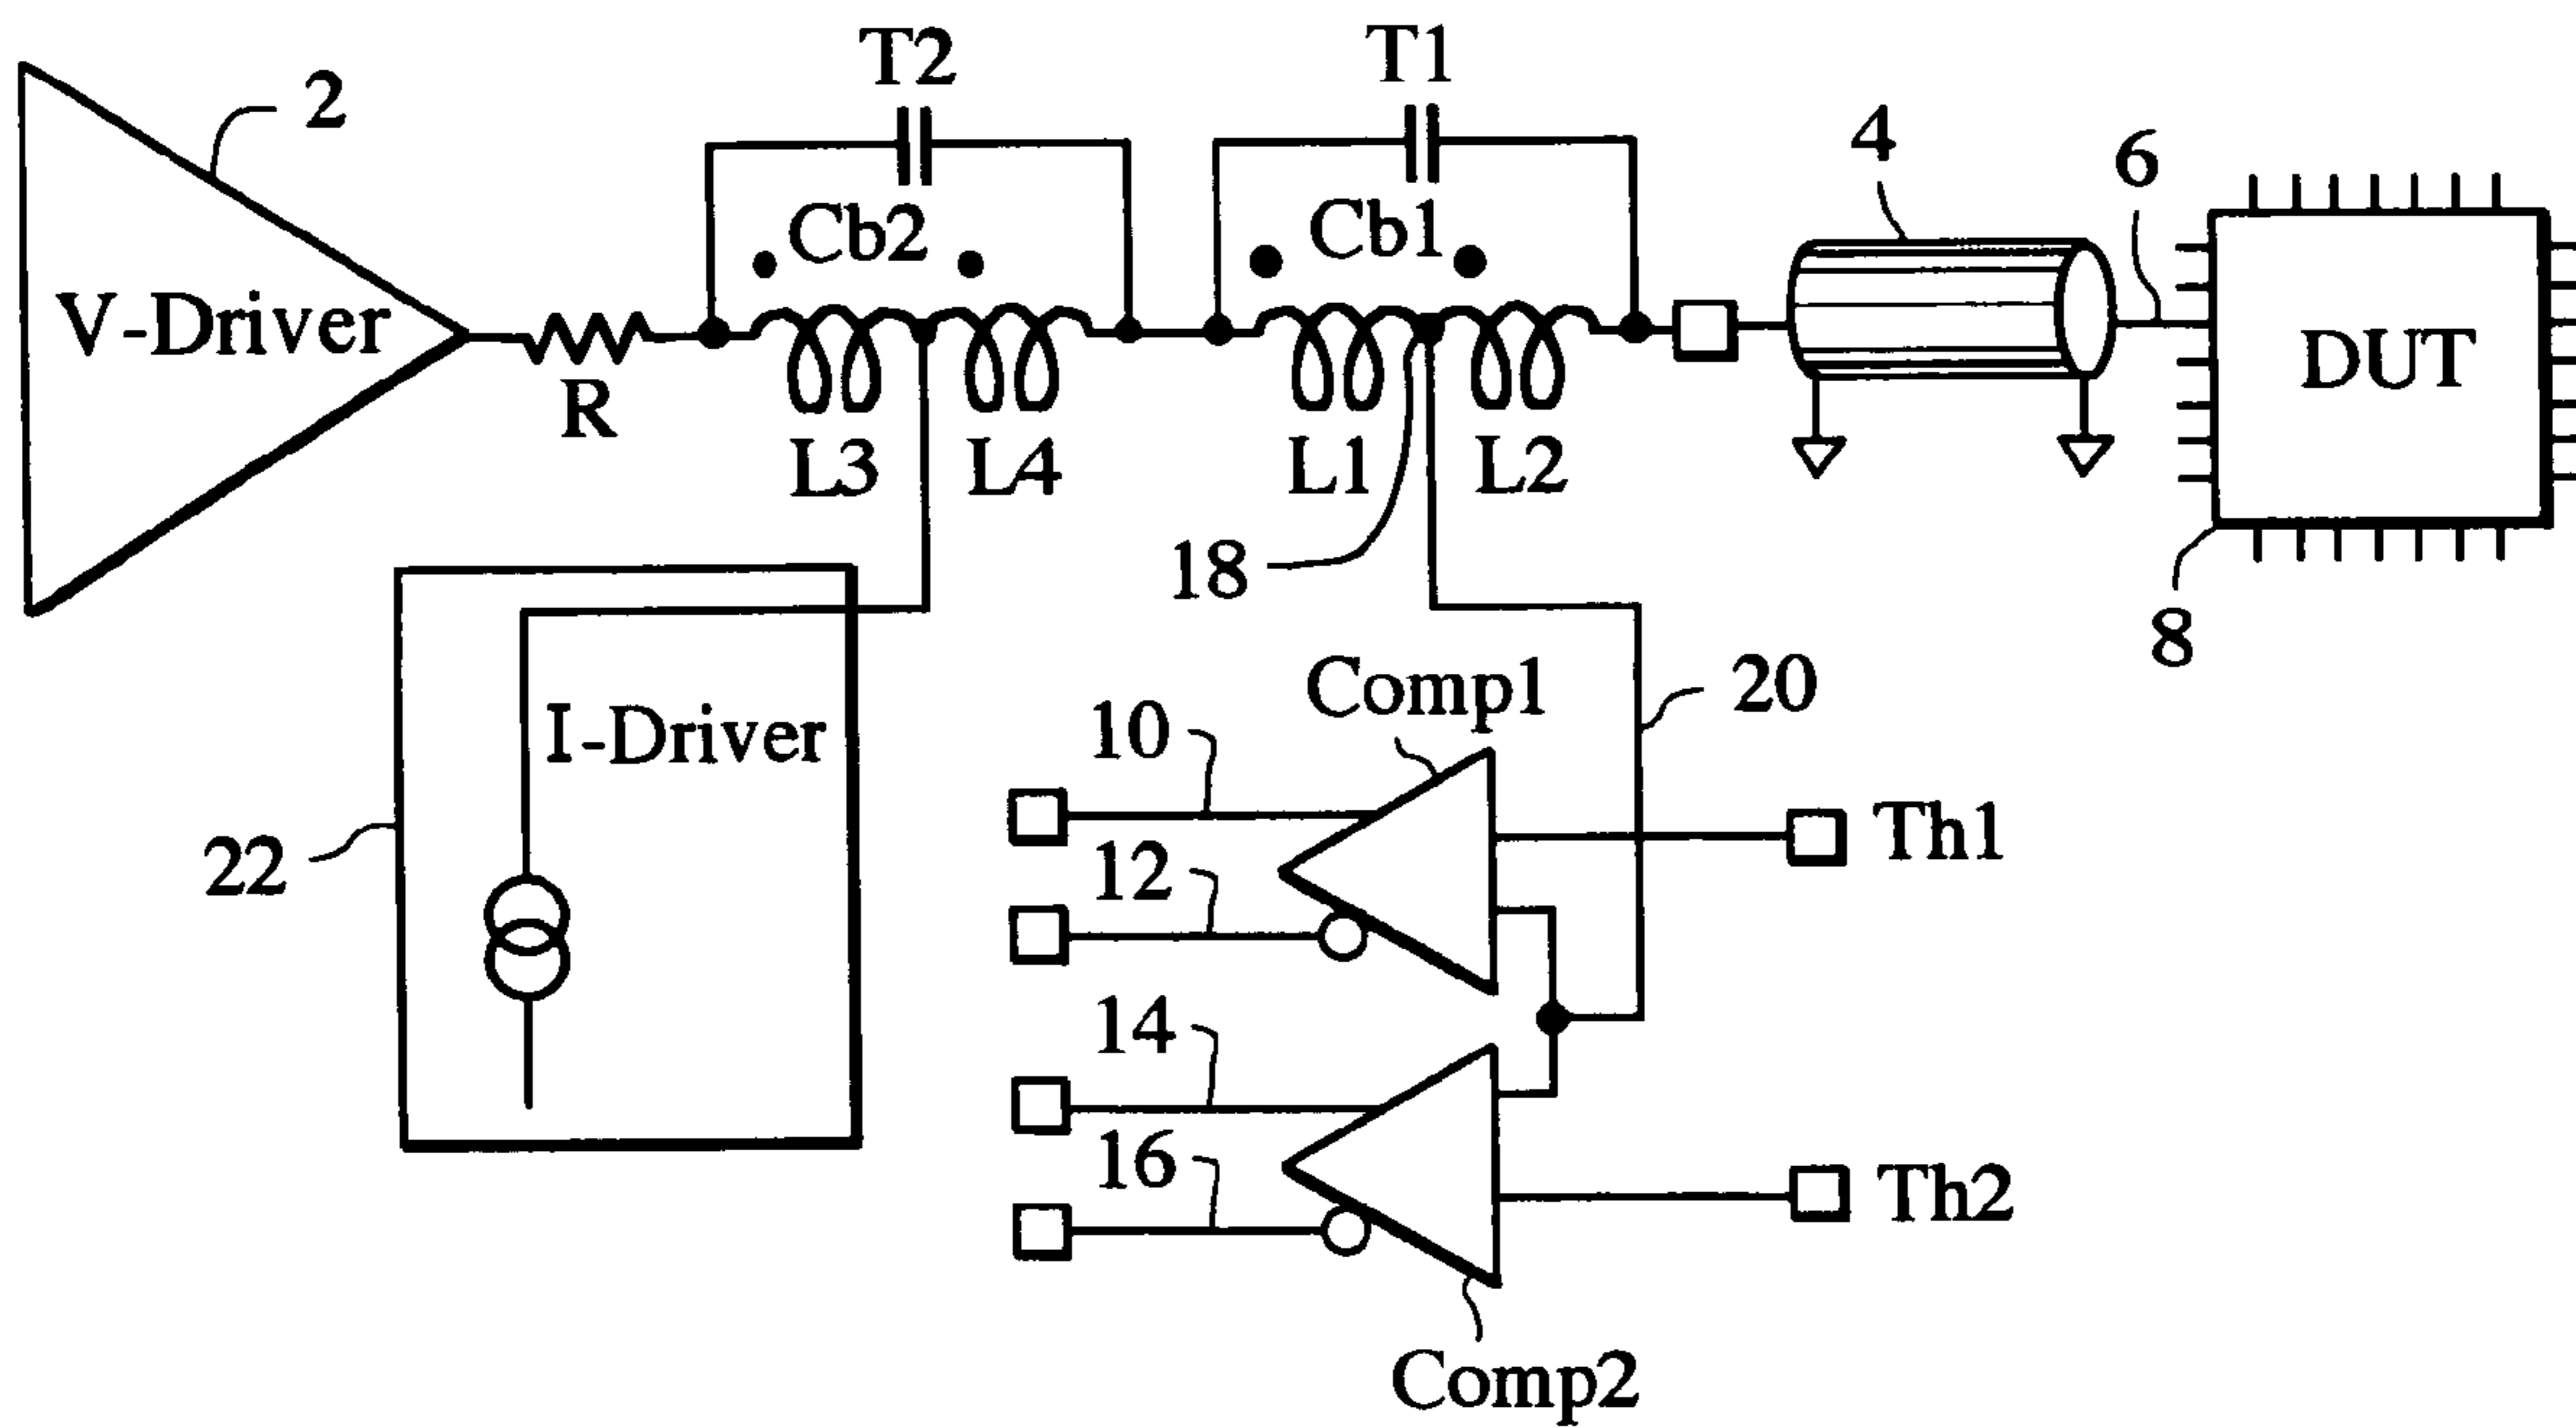 T2
T1
2
4
6
Cb2
Cb1
V-Driver
DUT
R
L3
L4
L1
L2
18
8
Comp1
20
10
I-Driver
Th1
22
12
14
16
Th2
Comp2